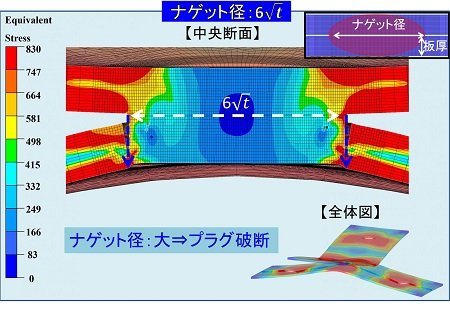 ナゲット径：6√t
Equivalent
Stress
【中央断面】
ナゲット径
板厚
830
747
664
581
498
415
332
249
166
83
0
6√t
【全体図】
ナゲット径：大⇒プラグ破断